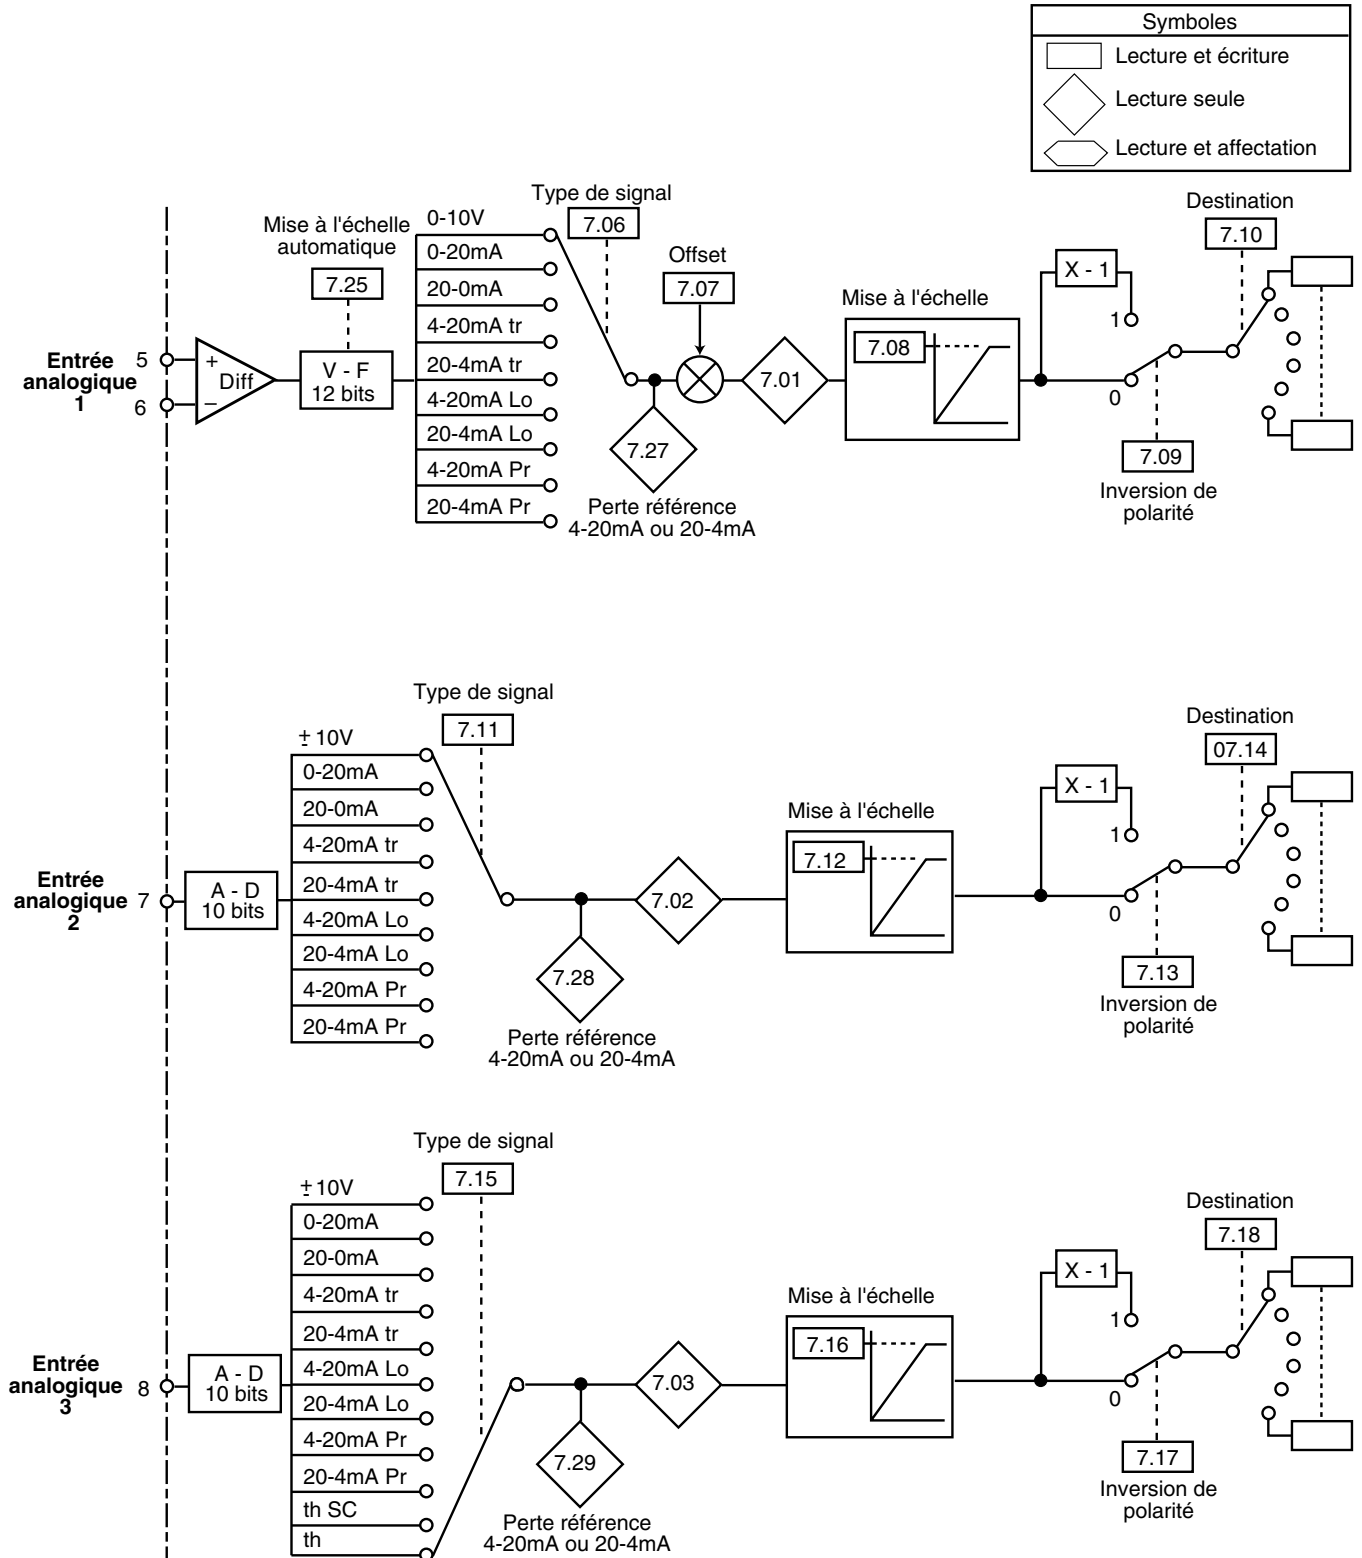 Symboles
Lecture et écriture
Lecture seule
Lecture et affectation
Type de signal
7.06
Mise à l'échelle
automatique
7.25
0-10V
0-20mA
20-0mA
4-20mA tr
20-4mA tr
4-20mA Lo
20-4mA Lo
4-20mA Pr
20-4mA Pr
Entrée
analogique
1
5
6
+
Diff
−
V - F
12 bits
Offset
7.07
7.01
7.27
Perte référence
4-20mA ou 20-4mA
Mise à l'échelle
7.08
X - 1
1
0
7.09
Inversion de
polarité
Destination
7.10
Type de signal
7.11
± 10V
0-20mA
20-0mA
4-20mA tr
20-4mA tr
4-20mA Lo
20-4mA Lo
4-20mA Pr
20-4mA Pr
Entrée
analogique
2
7
A - D
10 bits
7.02
7.28
Perte référence
4-20mA ou 20-4mA
Mise à l'échelle
7.12
X - 1
1
0
7.13
Inversion de
polarité
Destination
07.14
Type de signal
7.15
± 10V
0-20mA
20-0mA
4-20mA tr
20-4mA tr
4-20mA Lo
20-4mA Lo
4-20mA Pr
20-4mA Pr
th SC
th
Entrée
analogique
3
8
A - D
10 bits
7.03
7.29
Perte référence
4-20mA ou 20-4mA
Mise à l'échelle
7.16
X - 1
1
0
7.17
Inversion de
polarité
Destination
7.18